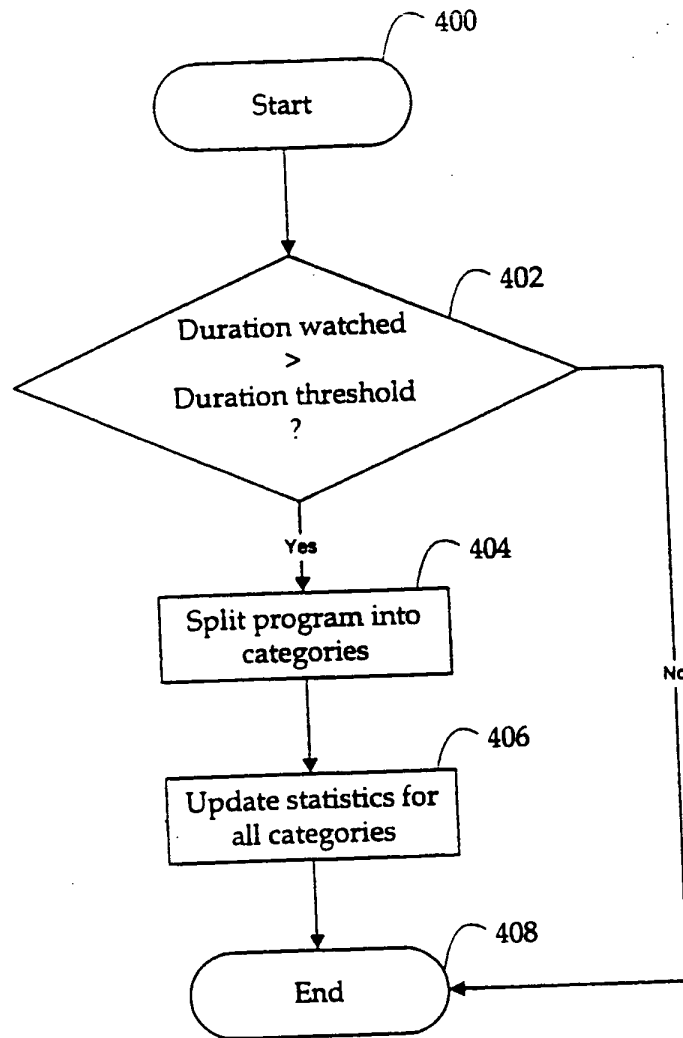 400
Start
402
Duration watched
>
Duration threshold
?
Yes
404
Split program into
categories
No
406
Update statistics for
all categories
408
End